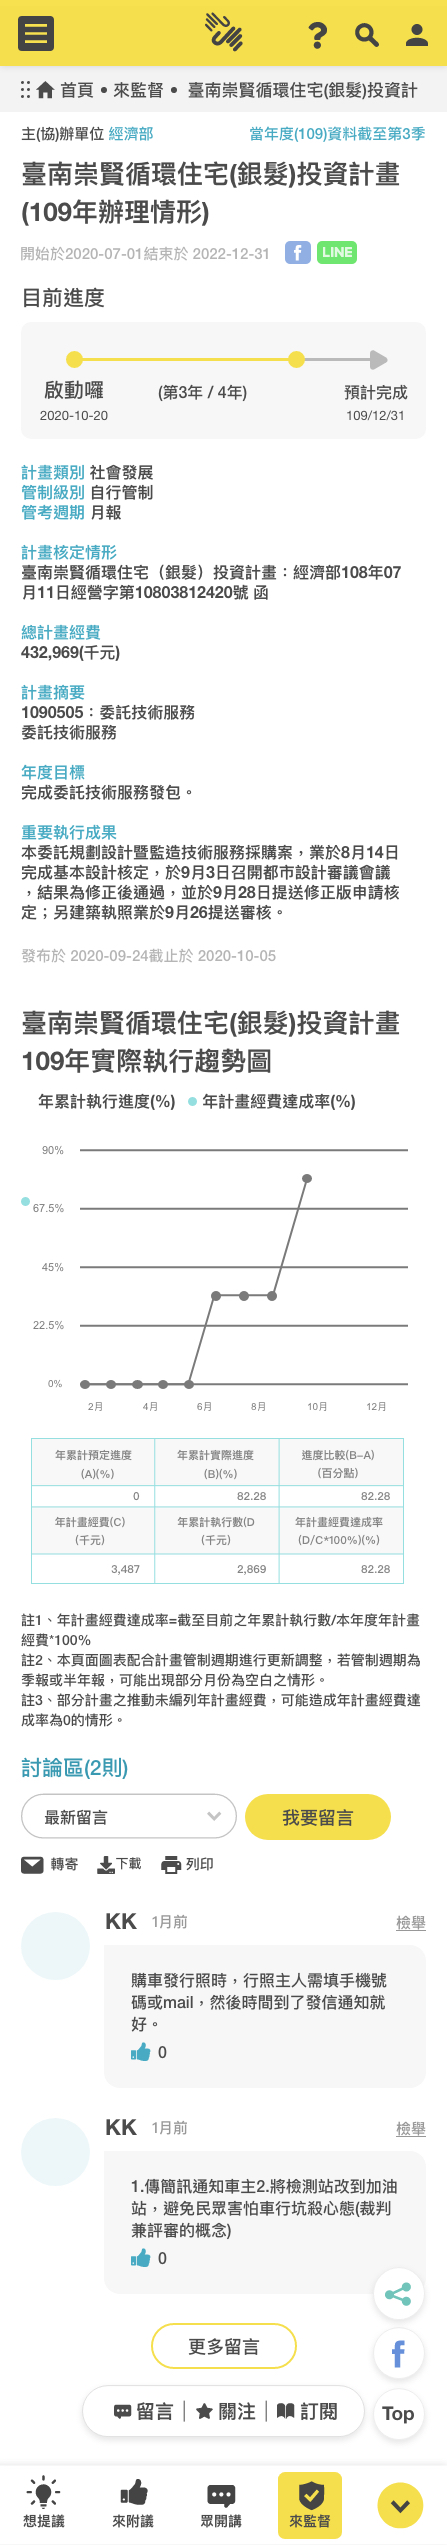 首頁 • 來監督 • 臺南崇賢循環住宅(銀髮)投資計
主(協)辦單位 經濟部
當年度(109)資料截至第3季
臺南崇賢循環住宅(銀髮)投資計畫
(109年辦理情形)
開始於2020-07-01結束於 2022-12-31
f
LINE
目前進度
啟動囉
(第3年 / 4年)
預計完成
2020-10-20
109/12/31
計畫類別 社會發展
管制級別 自行管制
管考週期 月報
計畫核定情形
臺南崇賢循環住宅（銀髮）投資計畫：經濟部108年07
月11日經營字第10803812420號 函
總計畫經費
432,969(千元)
計畫摘要
1090505：委託技術服務
委託技術服務
年度目標
完成委託技術服務發包。
重要執行成果
本委託規劃設計暨監造技術服務採購案，業於8月14日
完成基本設計核定，於9月3日召開都市設計審議會議
，結果為修正後通過，並於9月28日提送修正版申請核
定；另建築執照業於9月26提送審核。
發布於 2020-09-24截止於 2020-10-05
臺南崇賢循環住宅(銀髮)投資計畫
109年實際執行趨勢圖
年累計執行進度(%)
年計畫經費達成率(%)
90%
67.5%
45%
22.5%
0%
2月 4月 6月 8月 10月 12月
年累計預定進度
(A)(%)
年累計實際進度
(B)(%)
進度比較(B–A)
(百分點)
0 82.28 82.28
年計畫經費(C)
(千元)
年累計執行數(D
(千元)
年計畫經費達成率
(D/C*100%)(%)
3,487 2,869 82.28
註1、年計畫經費達成率=截至目前之年累計執行數/本年度年計畫
經費*100%
註2、本頁面圖表配合計畫管制週期進行更新調整，若管制週期為
季報或半年報，可能出現部分月份為空白之情形。
註3、部分計畫之推動未編列年計畫經費，可能造成年計畫經費達
成率為0的情形。
討論區(2則)
最新留言
我要留言
轉寄 下載 列印
KK 1月前 檢舉
購車發行照時，行照主人需填手機號
碼或mail，然後時間到了發信通知就
好。
0
KK 1月前 檢舉
1.傳簡訊通知車主2.將檢測站改到加油
站，避免民眾害怕車行坑殺心態(裁判
兼評審的概念)
0
更多留言
f
留言 | 關注 | 訂閱
Top
想提議 來附議 眾開講 來監督